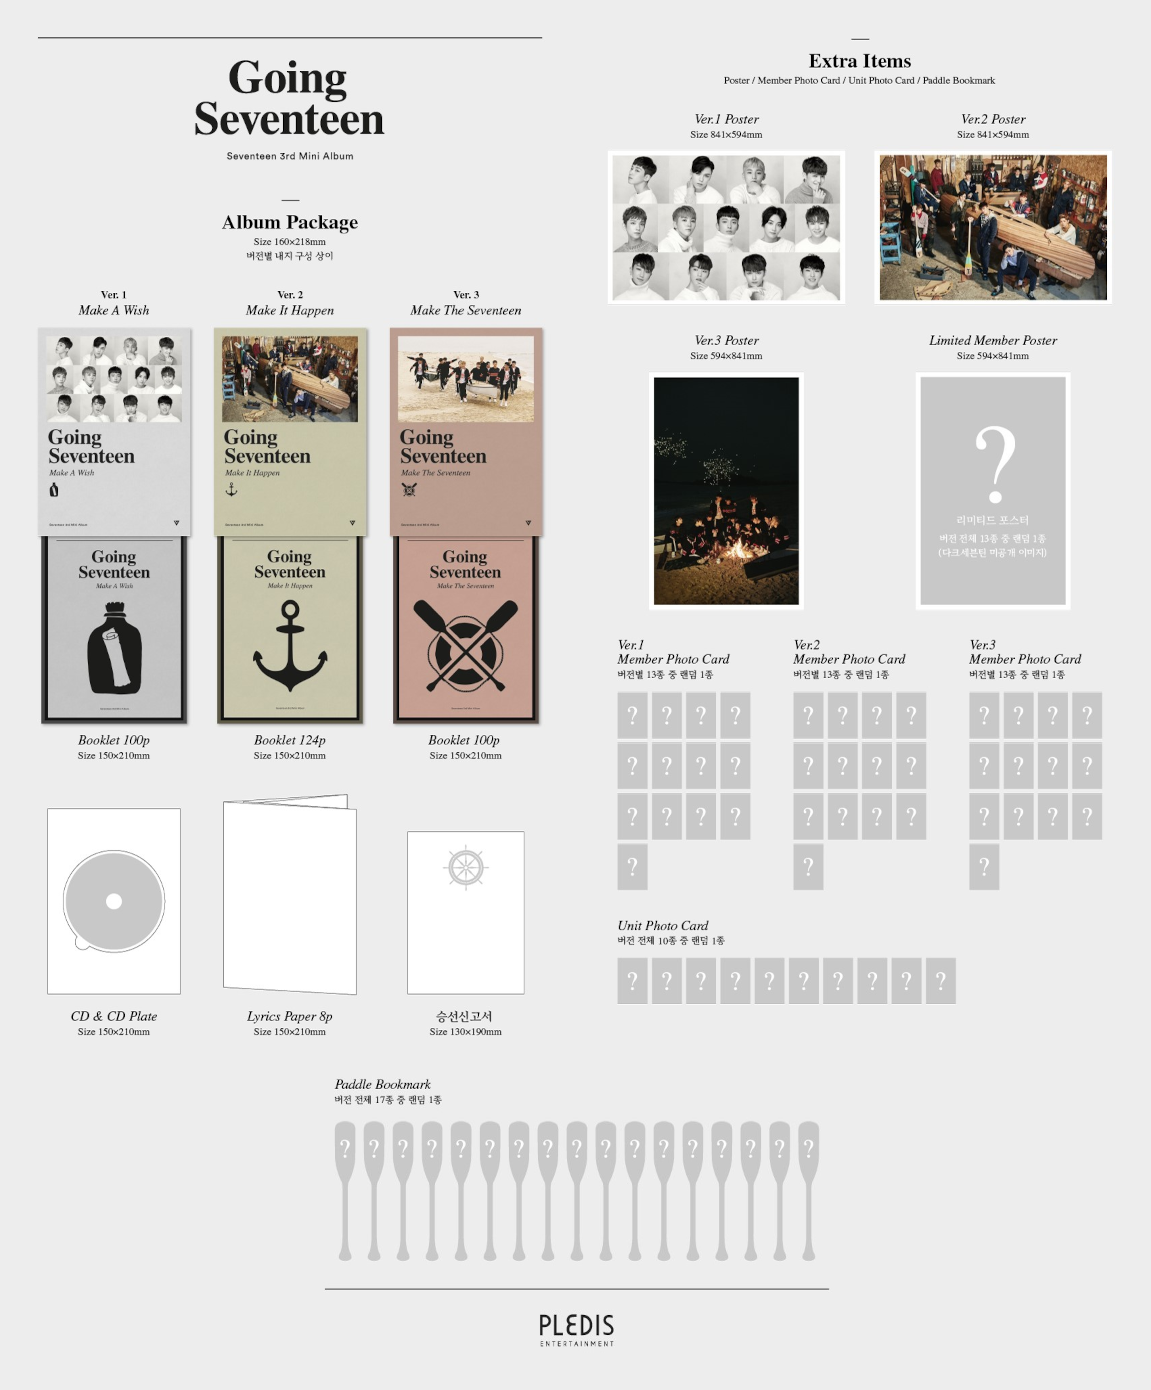 Going
Seventeen
Seventeen 3rd Mini Album
Album Package
Size 160×218mm
버전별 내지 구성 상이
Ver. 1
Make A Wish
Ver. 2
Make It Happen
Ver. 3
Make The Seventeen
Going
Seventeen
Make A Wish
Going
Seventeen
Make It Happen
Going
Seventeen
Make The Seventeen
Going
Seventeen
Make A Wish
Going
Seventeen
Make It Happen
Going
Seventeen
Make The Seventeen
Booklet 100p
Size 150×210mm
Booklet 124p
Size 150×210mm
Booklet 100p
Size 150×210mm
CD & CD Plate
Size 150×210mm
Lyrics Paper 8p
Size 150×210mm
승선신고서
Size 130×190mm
Extra Items
Poster / Member Photo Card / Unit Photo Card / Paddle Bookmark
Ver.1 Poster
Size 841×594mm
Ver.2 Poster
Size 841×594mm
Ver.3 Poster
Size 594×841mm
Limited Member Poster
Size 594×841mm
?
리미티드 포스터
버전 전체 13종 중 랜덤 1종
(다크세븐틴 미공개 이미지)
Ver.1
Member Photo Card
버전별 13종 중 랜덤 1종
? ? ? ?
? ? ? ?
? ? ? ?
?
Ver.2
Member Photo Card
버전별 13종 중 랜덤 1종
? ? ? ?
? ? ? ?
? ? ? ?
?
Ver.3
Member Photo Card
버전별 13종 중 랜덤 1종
? ? ? ?
? ? ? ?
? ? ? ?
?
Unit Photo Card
버전 전체 10종 중 랜덤 1종
? ? ? ? ? ? ? ? ? ?
Paddle Bookmark
버전 전체 17종 중 랜덤 1종
? ? ? ? ? ? ? ? ? ? ? ? ? ? ? ? ?
PLEDIS
ENTERTAINMENT